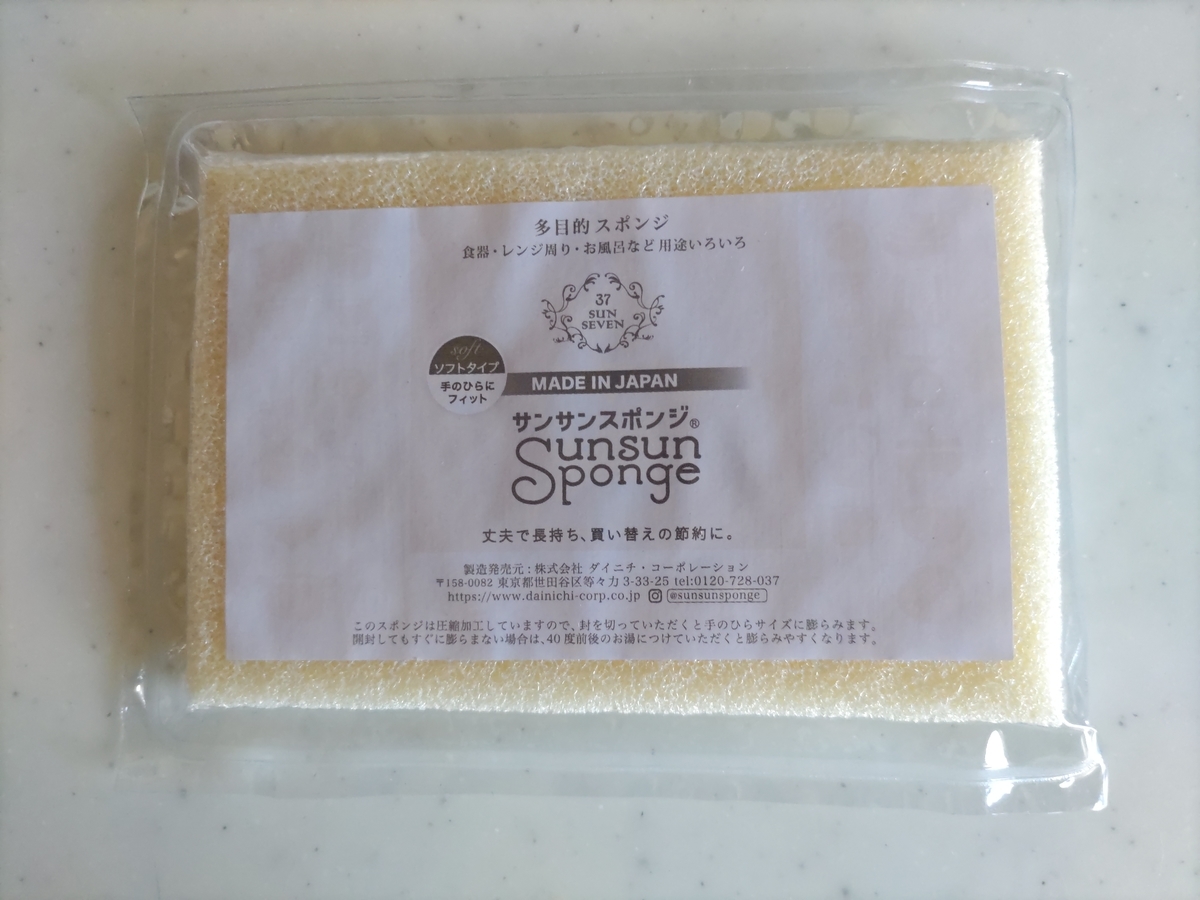 多目的 スポンジ
食器・レンジ周り・お風呂など 用途いろいろ
37
SUN
SEVEN
soft
ソフトタイプ
手のひらに
フィット
MADE IN JAPAN
サンサンスポンジ®
Sunsun
Sponge
丈夫で長持ち、買い替えの節約に。
製造発売元:株式会社 ダイニチ・コーポレーション
〒158-0082 東京都世田谷区等々力 3-33-25 tel:0120-728-037
https://www.dainichi-corp.co.jp @sunsunsponge
このスポンジは圧縮加工していますので、封を切っていただくと手のひらサイズに膨らみます。
開封してもすぐに膨らまない場合は、40度前後のお湯につけていただくと膨らみやすくなります。